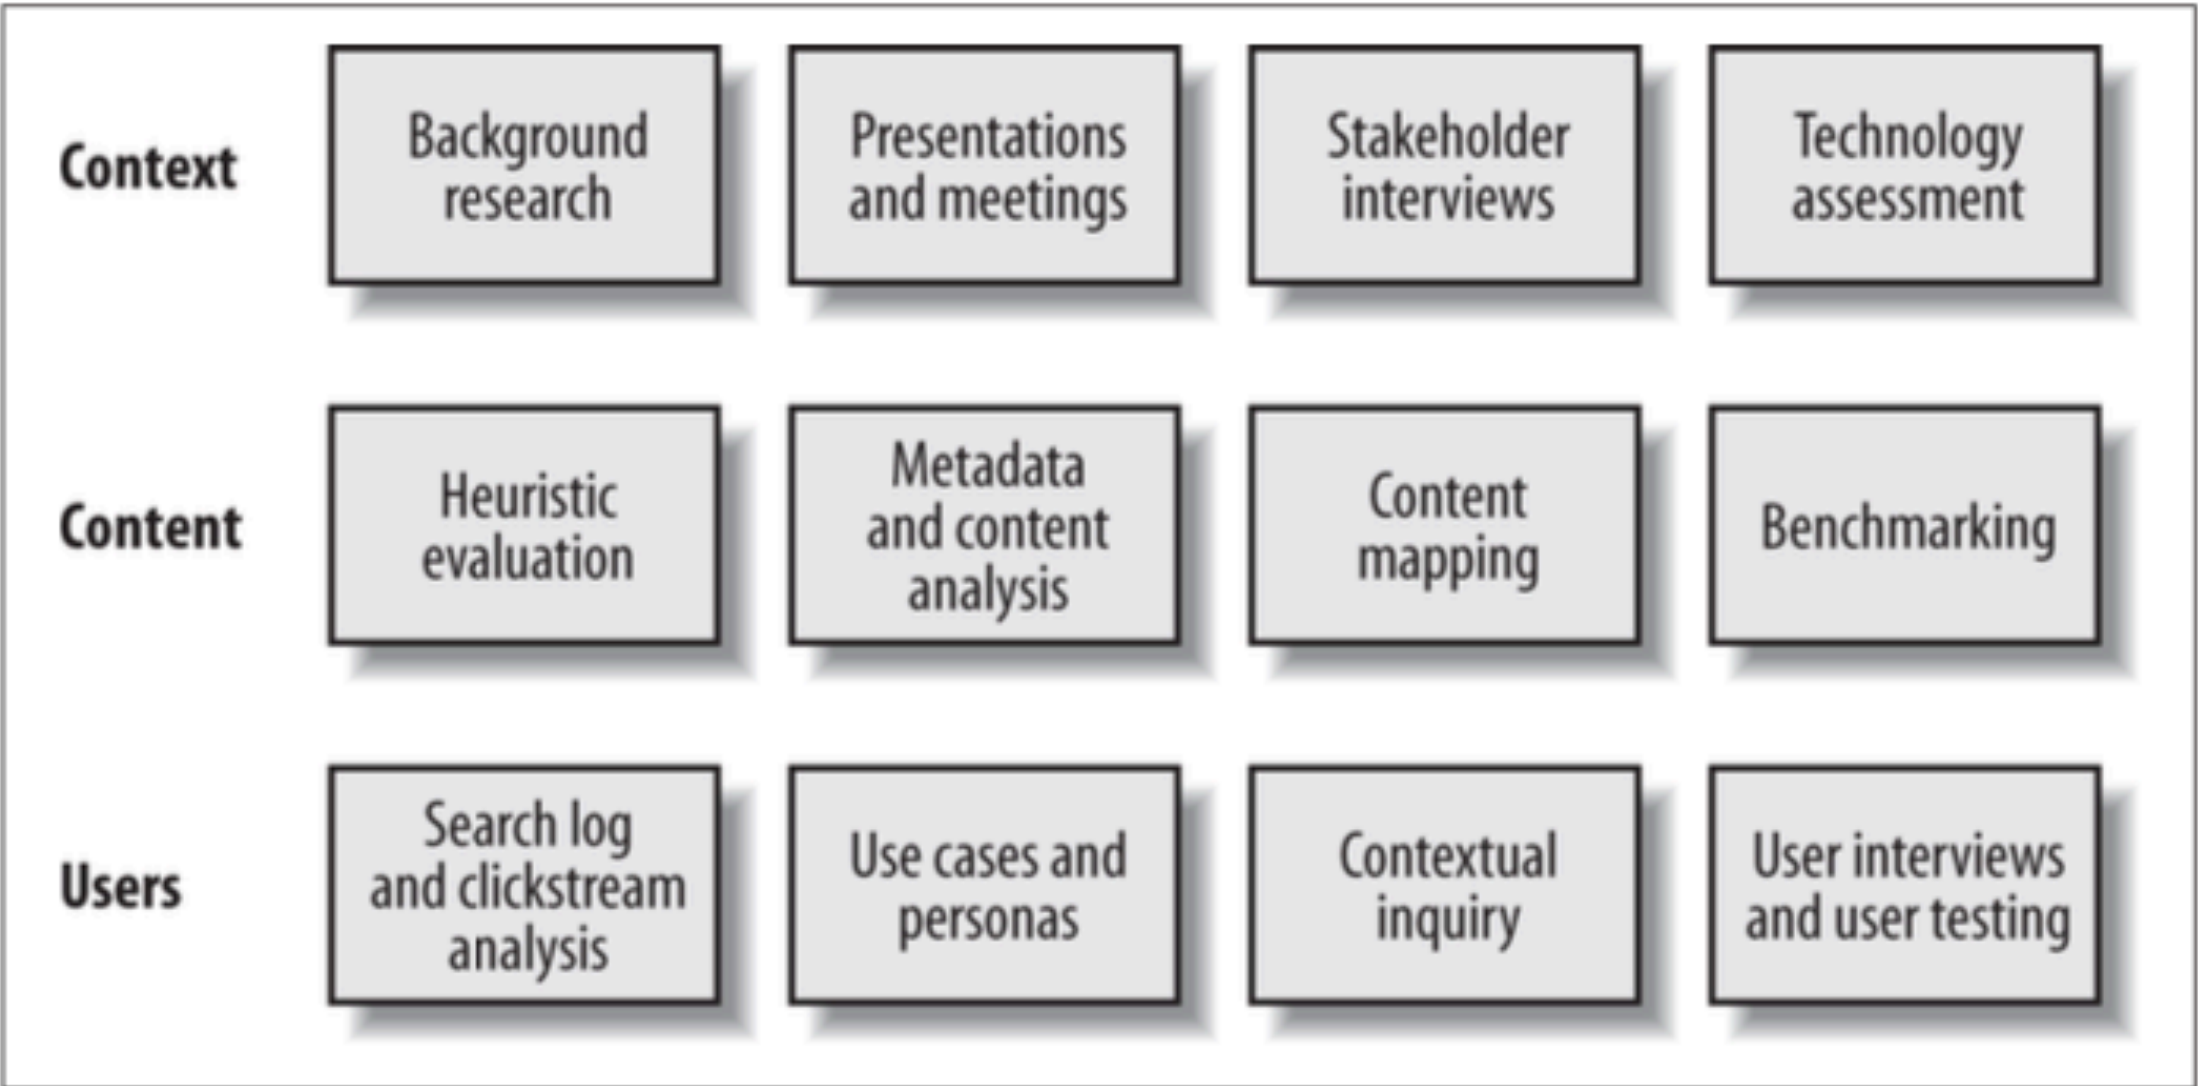 Context
Background
research
Presentations
and meetings
Stakeholder
interviews
Technology
assessment
Content
Heuristic
evaluation
Metadata
and content
analysis
Content
mapping
Benchmarking
Users
Search log
and clickstream
analysis
Use cases and
personas
Contextual
inquiry
User interviews
and user testing